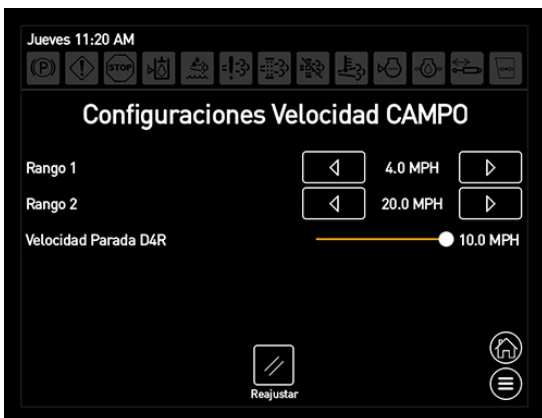 Jueves 11:20 AM
(P) STOP
Configuraciones Velocidad CAMPO
Rango 1 4.0 MPH
Rango 2 20.0 MPH
Velocidad Parada D4R 10.0 MPH
Reajustar